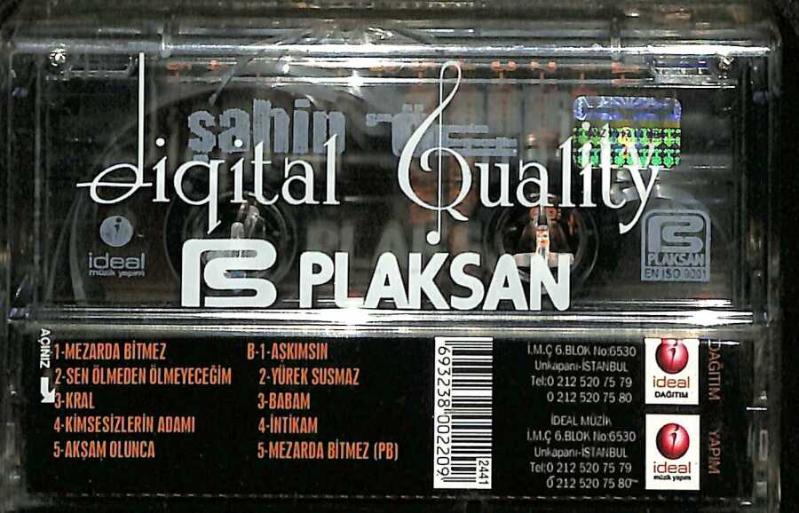 şahin
Digital Quality
ideal
müzik yapım
PLAKSAN
PLAKSAN
EN ISO 9001
AÇINIZ
1-MEZARDA BİTMEZ
2-SEN ÖLMEDEN ÖLMEYECEĞİM
3-KRAL
4-KİMSESİZLERİN ADAMI
5-AKŞAM OLUNCA
B-1-AŞKIMSIN
2-YÜREK SUSMAZ
3-BABAM
4-İNTİKAM
5-MEZARDA BİTMEZ (PB)
693238 002209
2441
İ.M.Ç 6.BLOK No:6530
Unkapanı-İSTANBUL
Tel:0 212 520 75 79
0 212 520 75 80
ideal
DAĞITIM
DAĞITIM
İDEAL MÜZİK
İ.M.Ç 6.BLOK No:6530
Unkapanı-İSTANBUL
Tel:0 212 520 75 79
0 212 520 75 80
ideal
müzik yapım
YAPIM